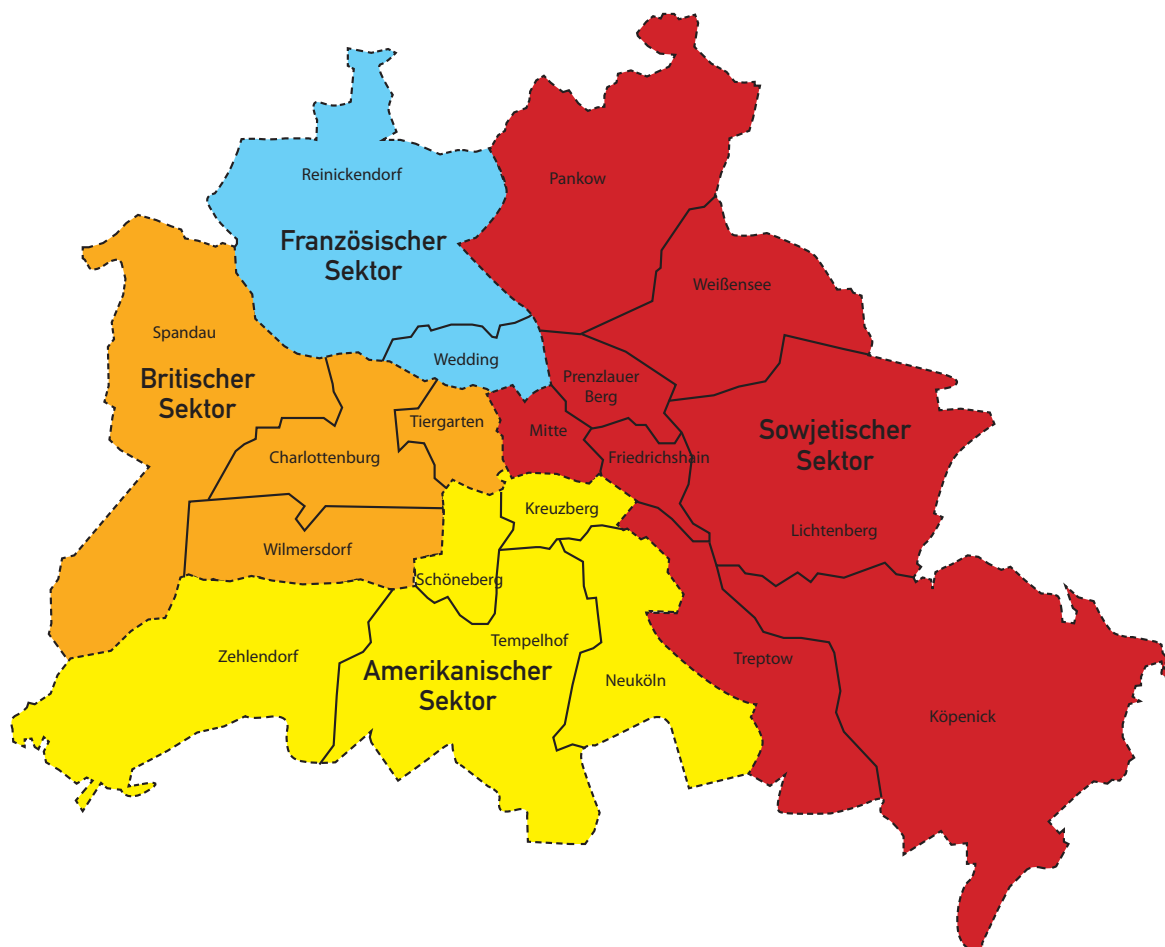 Reinickendorf
Pankow
Französischer
Sektor
Weißensee
Spandau
Wedding
Britischer
Sektor
Prenzlauer
Berg
Tiergarten
Mitte
Sowjetischer
Sektor
Charlottenburg
Friedrichshain
Kreuzberg
Lichtenberg
Wilmersdorf
Schöneberg
Tempelhof
Zehlendorf
Amerikanischer
Sektor
Treptow
Neuköln
Köpenick